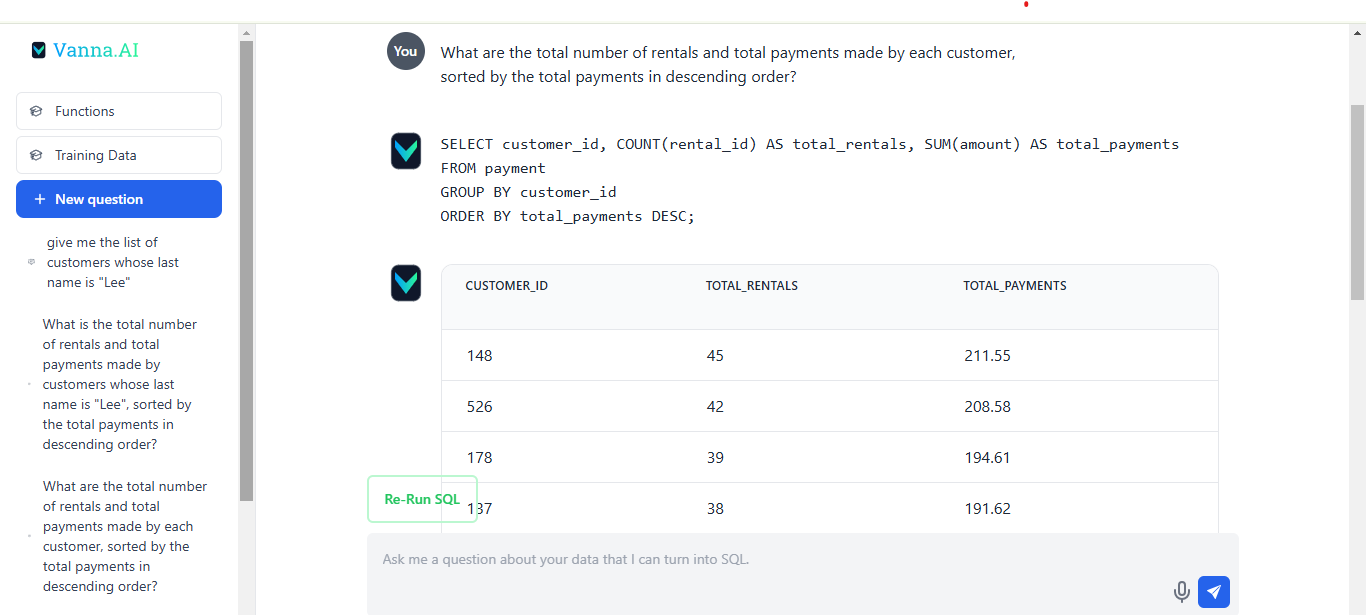 Vanna.AI
Functions
Training Data
+ New question
give me the list of
customers whose last
name is "Lee"
What is the total number
of rentals and total
payments made by
customers whose last
name is "Lee", sorted by
the total payments in
descending order?
What are the total number
of rentals and total
payments made by each
customer, sorted by the
total payments in
descending order?
You
What are the total number of rentals and total payments made by each customer,
sorted by the total payments in descending order?
SELECT customer_id, COUNT(rental_id) AS total_rentals, SUM(amount) AS total_payments
FROM payment
GROUP BY customer_id
ORDER BY total_payments DESC;
CUSTOMER_ID TOTAL_RENTALS TOTAL_PAYMENTS
148 45 211.55
526 42 208.58
178 39 194.61
137 38 191.62
Re-Run SQL
Ask me a question about your data that I can turn into SQL.